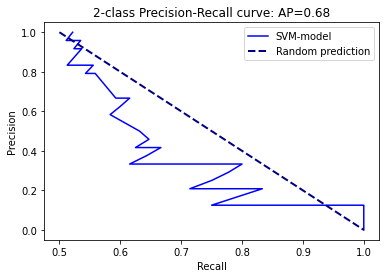 2-class Precision-Recall curve: AP=0.68
SVM-model
Random prediction
Precision
1.0
0.8
0.6
0.4
0.2
0.0
0.5
0.6
0.7
0.8
0.9
1.0
Recall